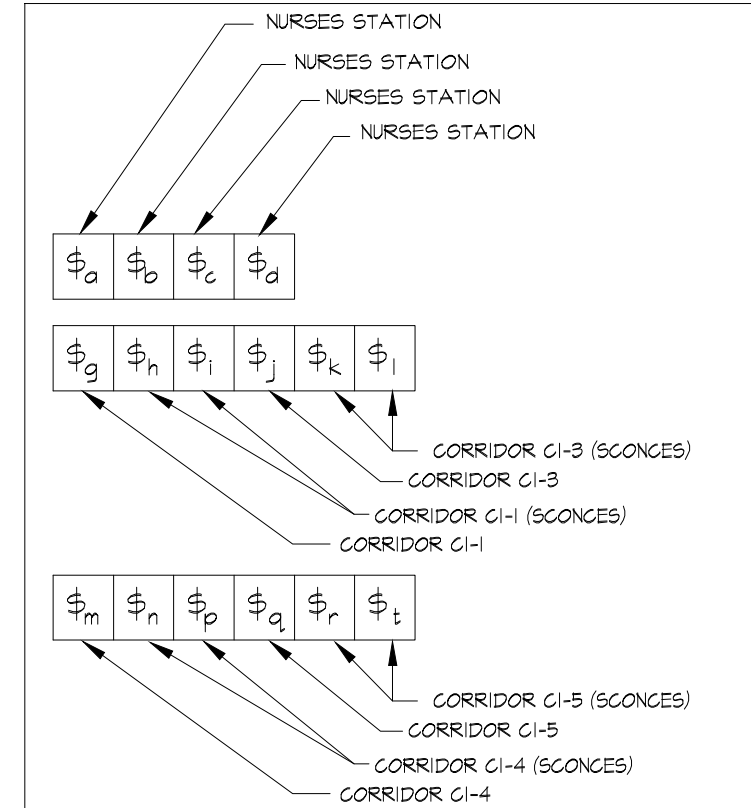 NURSES STATION
NURSES STATION
NURSES STATION
NURSES STATION
$a $b $c $d
$g $h $i $j $k $l
CORRIDOR C1-3 (SCONCES)
CORRIDOR C1-3
CORRIDOR C1-1 (SCONCES)
CORRIDOR C1-1
$m $n $p $q $r $t
CORRIDOR C1-5 (SCONCES)
CORRIDOR C1-5
CORRIDOR C1-4 (SCONCES)
CORRIDOR C1-4